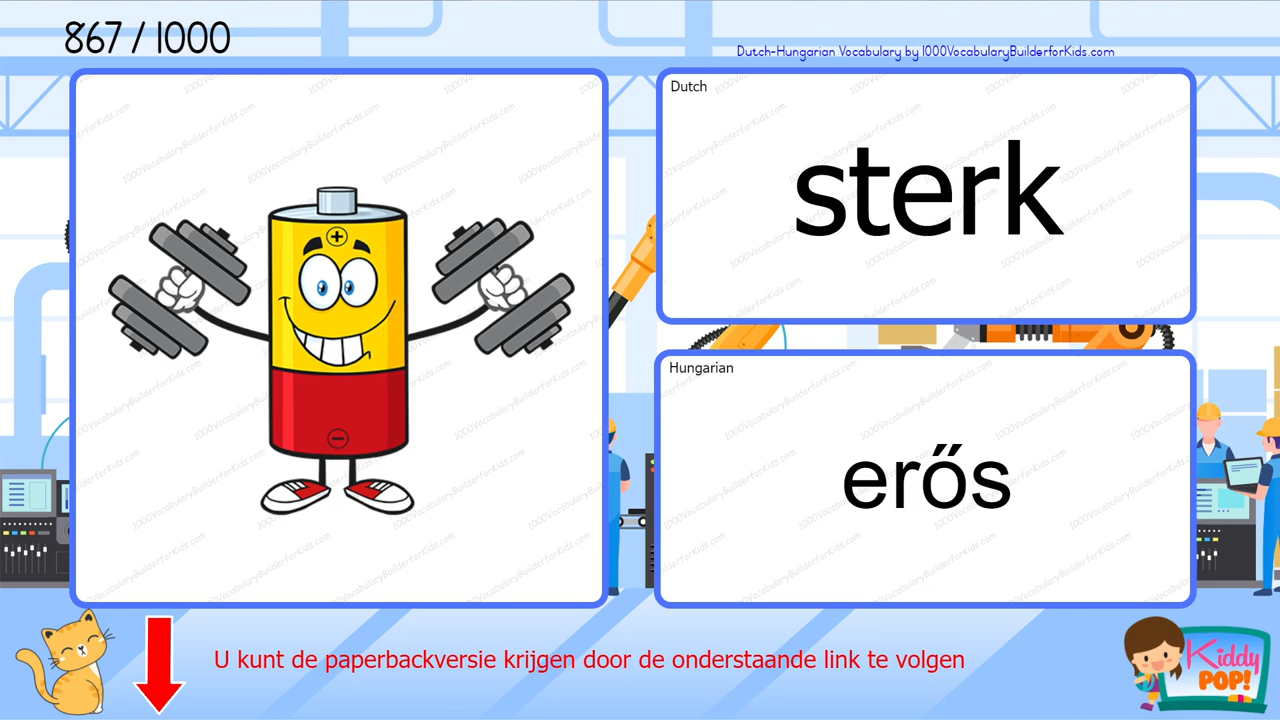 867 / 1000
Dutch-Hungarian Vocabulary by 1000VocabularyBuilderforKids.com
Dutch
sterk
Hungarian
erős
U kunt de paperbackversie krijgen door de onderstaande link te volgen
Kiddy
POP!